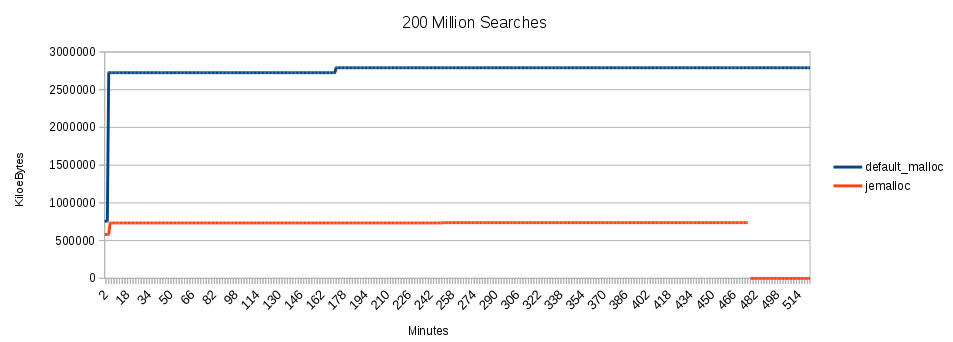 200 Million Searches
3000000
2500000
2000000
1500000
1000000
500000
0
KiloeBytes
2 18 34 50 66 82 98 114 130 146 162 178 194 210 226 242 258 274 290 306 322 338 354 370 386 402 418 434 450 466 482 498 514
Minutes
default_malloc
jemalloc